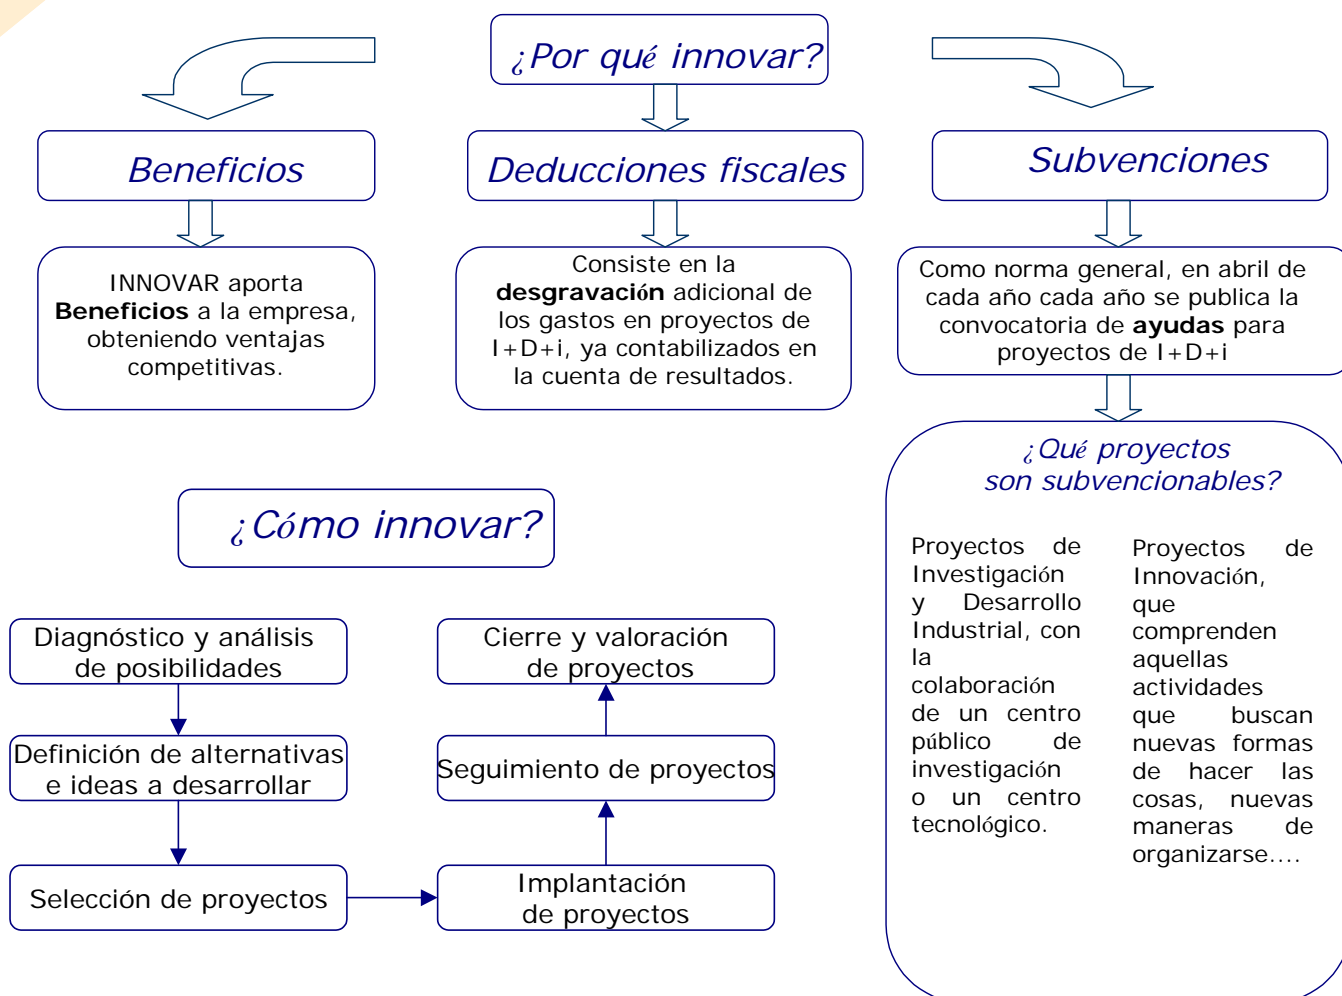 ¿Por qué innovar?
Beneficios
INNOVAR aporta
Beneficios a la empresa,
obteniendo ventajas
competitivas.
Deducciones fiscales
Consiste en la
desgravación adicional de
los gastos en proyectos de
I+D+i, ya contabilizados en
la cuenta de resultados.
Subvenciones
Como norma general, en abril de
cada año cada año se publica la
convocatoria de ayudas para
proyectos de I+D+i
¿Qué proyectos
son subvencionables?
Proyectos de
Investigación
y Desarrollo
Industrial, con
la
colaboración
de un centro
público de
investigación
o un centro
tecnológico.
Proyectos de
Innovación,
que
comprenden
aquellas
actividades
que buscan
nuevas formas
de hacer las
cosas, nuevas
maneras de
organizarse....
¿Cómo innovar?
Diagnóstico y análisis
de posibilidades
Definición de alternativas
e ideas a desarrollar
Selección de proyectos
Implantación
de proyectos
Seguimiento de proyectos
Cierre y valoración
de proyectos